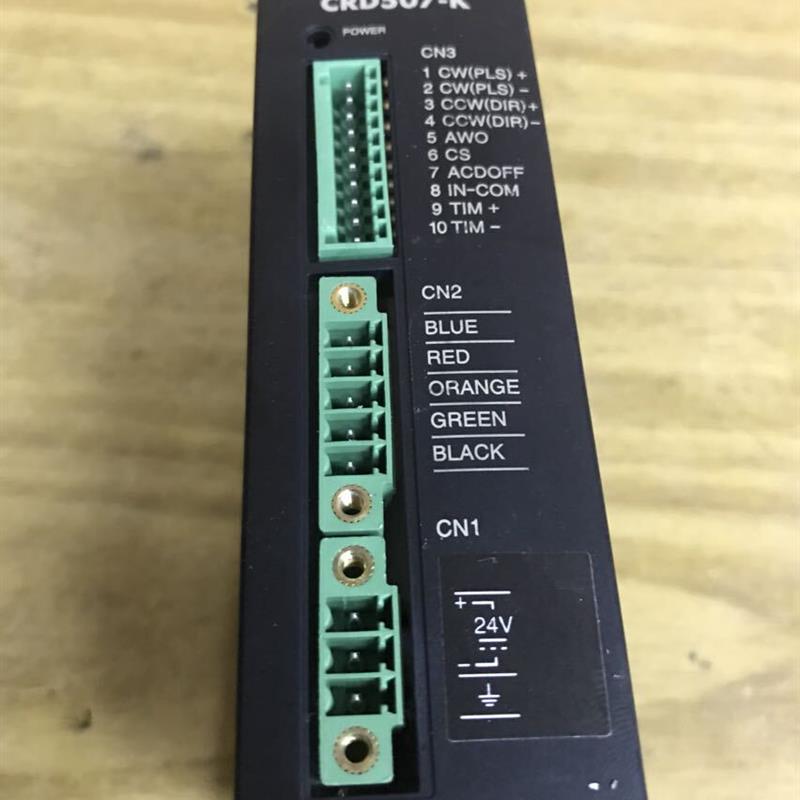 CRD507-K
POWER
CN3
1 CW(PLS) +
2 CW(PLS) -
3 CCW(DIR)+
4 CCW(DIR)-
5 AWO
6 CS
7 ACDOFF
8 IN-COM
9 TIM +
10 TIM -
CN2
BLUE
RED
ORANGE
GREEN
BLACK
CN1
+
24V
-